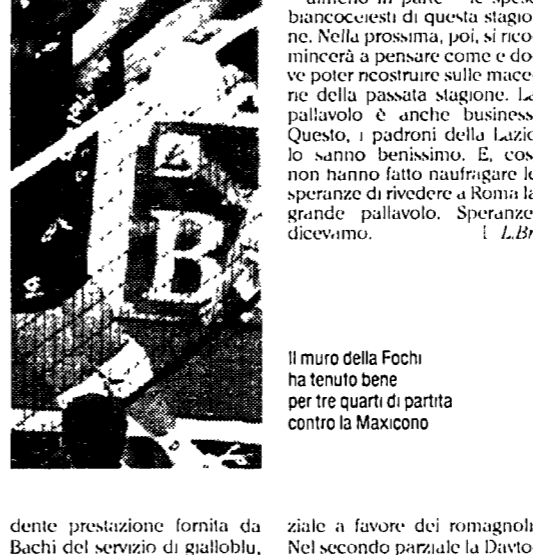 almeno in parte – le spese
biancocelesti di questa stagio
ne. Nella prossima, poi, si rico
mincerà a pensare come e do
ve poter ricostruire sulle mace
rie della passata stagione. La
pallavolo è anche business
Questo, i padroni della Lazio
lo sanno benissimo. E, cosi
non hanno fatto naufragare le
speranze di rivedere a Roma la
grande pallavolo. Speranze
dicevamo. L.Br
B
Il muro della Fochi
ha tenuto bene
per tre quarti di partita
contro la Maxicono
dente prestazione fornita da
Bachi del servizio di gialloblu,
ziale a favore dei romagnoli
Nel secondo parziale la Dayto